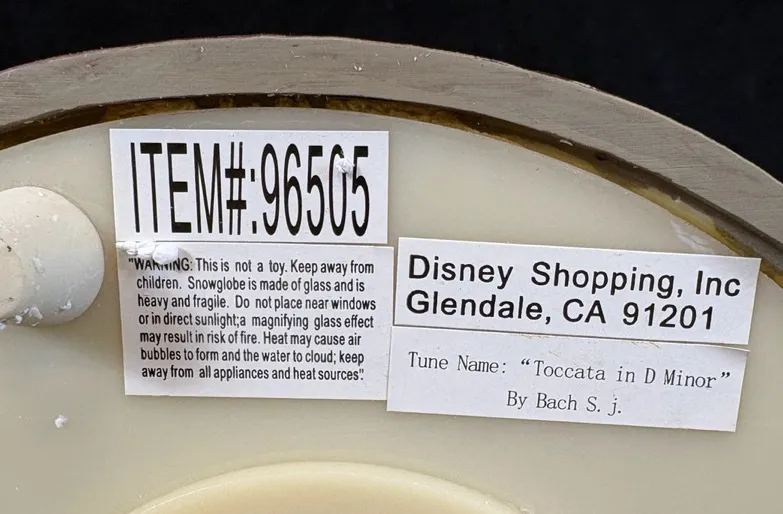 ITEM#:96505
"WARNING: This is not a toy. Keep away from
children. Snowglobe is made of glass and is
heavy and fragile. Do not place near windows
or in direct sunlight;a magnifying glass effect
may result in risk of fire. Heat may cause air
bubbles to form and the water to cloud; keep
away from all appliances and heat sources".
Disney Shopping, Inc
Glendale, CA 91201
Tune Name: “Toccata in D Minor”
By Bach S. j.